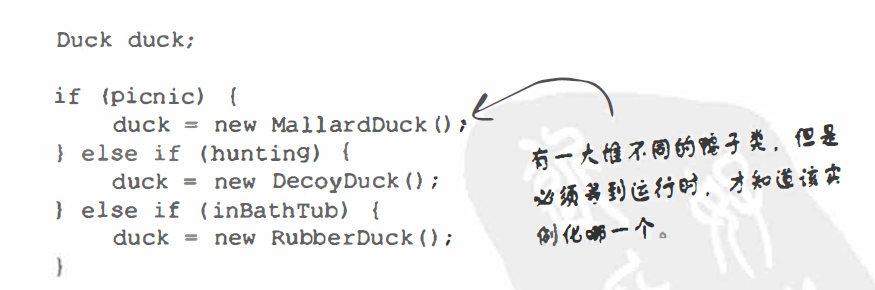 Duck duck;
if (picnic) {
duck = new MallardDuck();
} else if (hunting) {
duck = new DecoyDuck();
} else if (inBathTub) {
duck = new RubberDuck();
}
有一大堆不同的鸭子类，但是
必须等到运行时，才知道该实
例化哪一个。